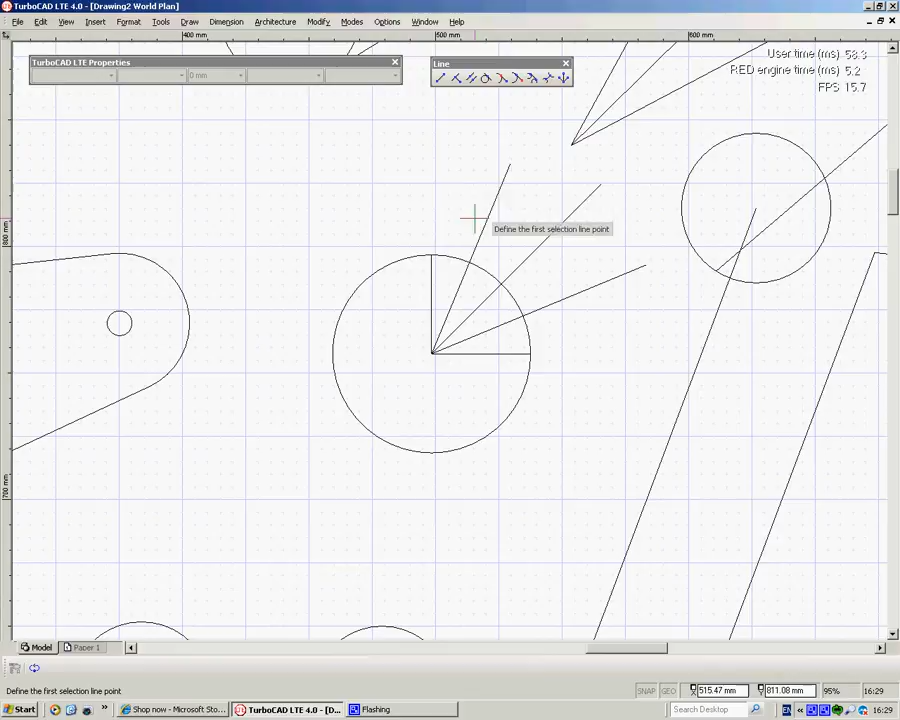 TurboCAD LTE 4.0 - [Drawing2 World Plan]
File Edit View Insert Format Tools Draw Dimension Architecture Modify Modes Options Window Help
400 mm 500 mm 600 mm
TurboCAD LTE Properties
0 mm
Line
User time (ms) 58.3
RED engine time (ms) 5.2
FPS 15.7
Define the first selection line point
800 mm
700 mm
Model Paper 1
Define the first selection line point
SNAP GEO 515.47 mm 811.08 mm 95% 16:29
Start Shop now - Microsoft Sto... TurboCAD LTE 4.0 - [D... Flashing Search Desktop EN 16:29